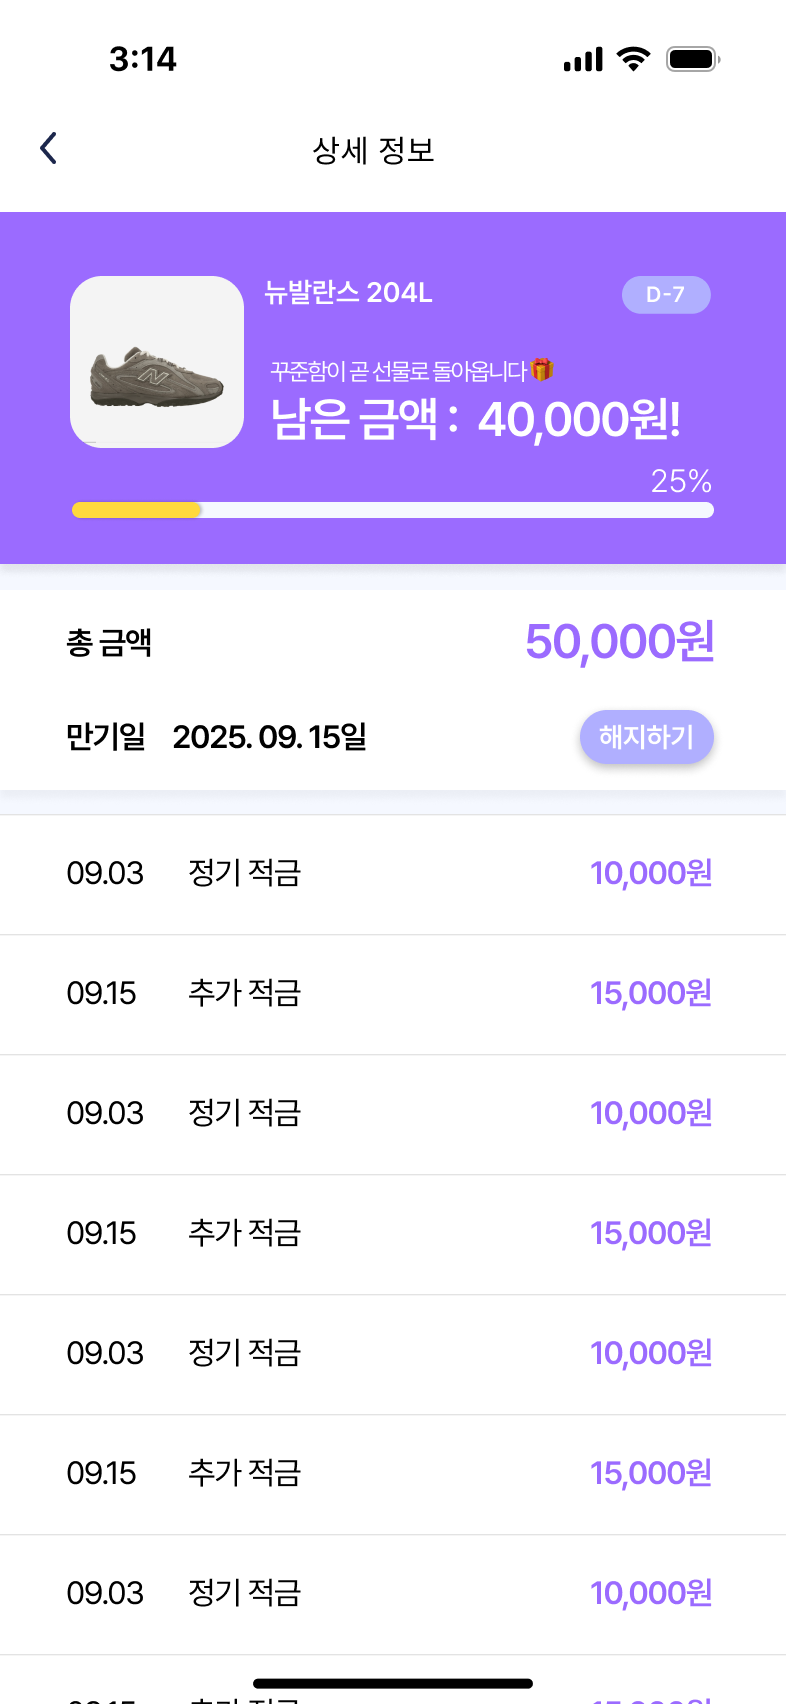 3:14
상세 정보
뉴발란스 204L
D-7
꾸준함이 곧 선물로 돌아옵니다🎁
남은 금액 : 40,000원!
25%
총 금액 50,000원
만기일 2025. 09. 15일 해지하기
09.03 정기 적금 10,000원
09.15 추가 적금 15,000원
09.03 정기 적금 10,000원
09.15 추가 적금 15,000원
09.03 정기 적금 10,000원
09.15 추가 적금 15,000원
09.03 정기 적금 10,000원